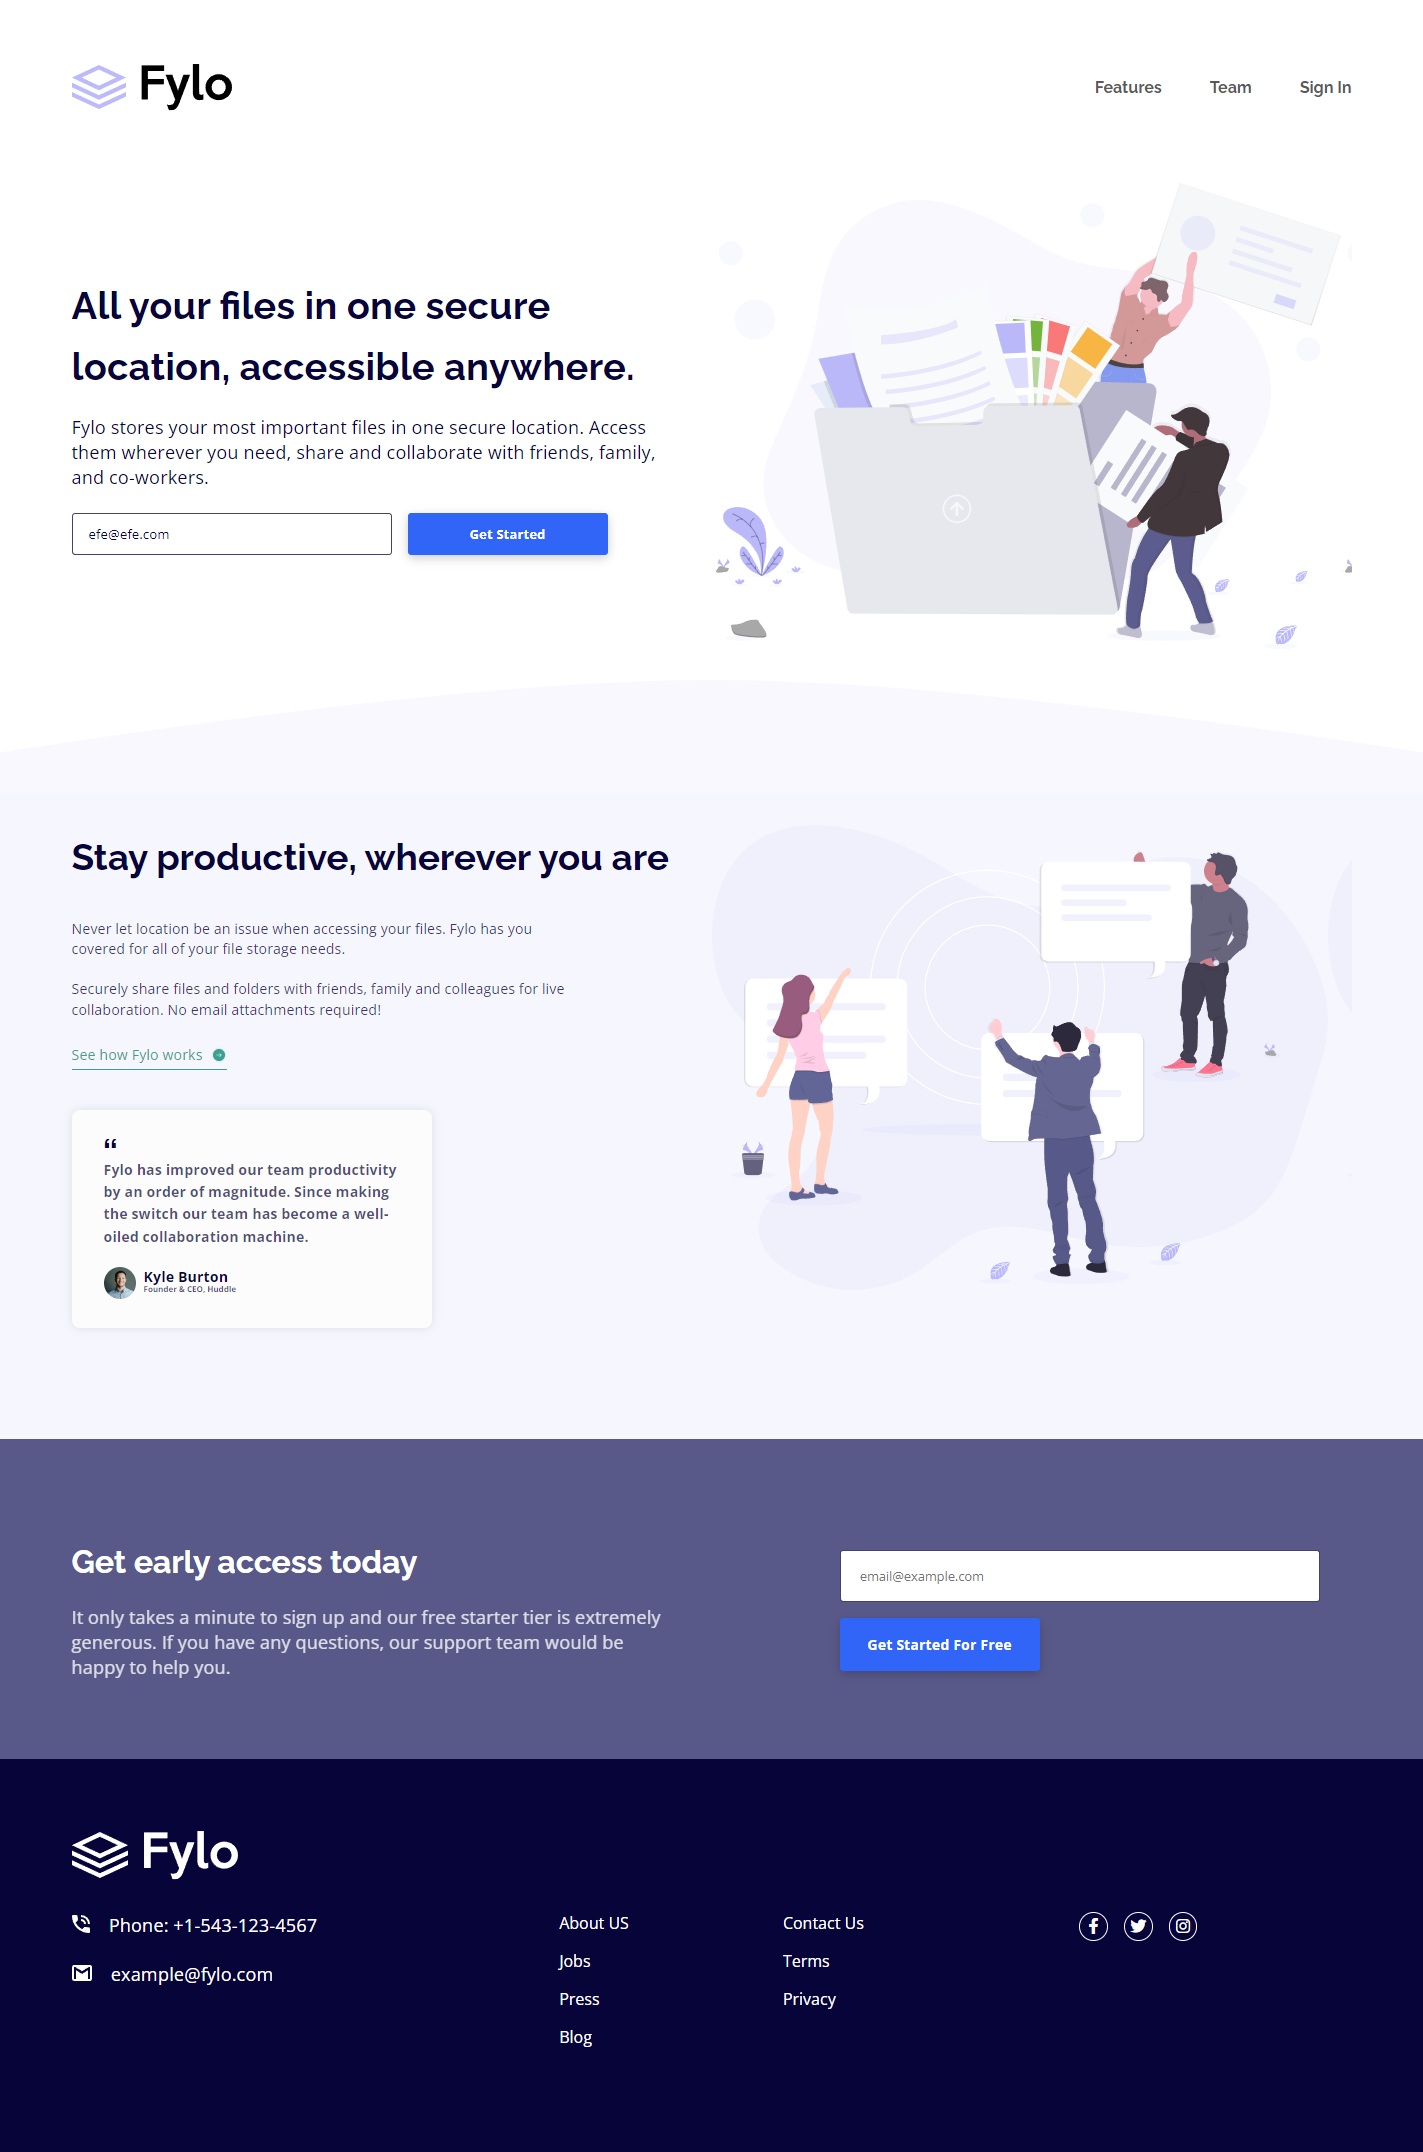 Fylo
Features
Team
Sign In
All your files in one secure
location, accessible anywhere.
Fylo stores your most important files in one secure location. Access
them wherever you need, share and collaborate with friends, family,
and co-workers.
efe@efe.com
Get Started
Stay productive, wherever you are
Never let location be an issue when accessing your files. Fylo has you
covered for all of your file storage needs.
Securely share files and folders with friends, family and colleagues for live
collaboration. No email attachments required!
See how Fylo works
“
Fylo has improved our team productivity
by an order of magnitude. Since making
the switch our team has become a well-
oiled collaboration machine.
Kyle Burton
Founder & CEO, Huddle
Get early access today
It only takes a minute to sign up and our free starter tier is extremely
generous. If you have any questions, our support team would be
happy to help you.
email@example.com
Get Started For Free
Fylo
Phone: +1-543-123-4567
example@fylo.com
About US
Jobs
Press
Blog
Contact Us
Terms
Privacy